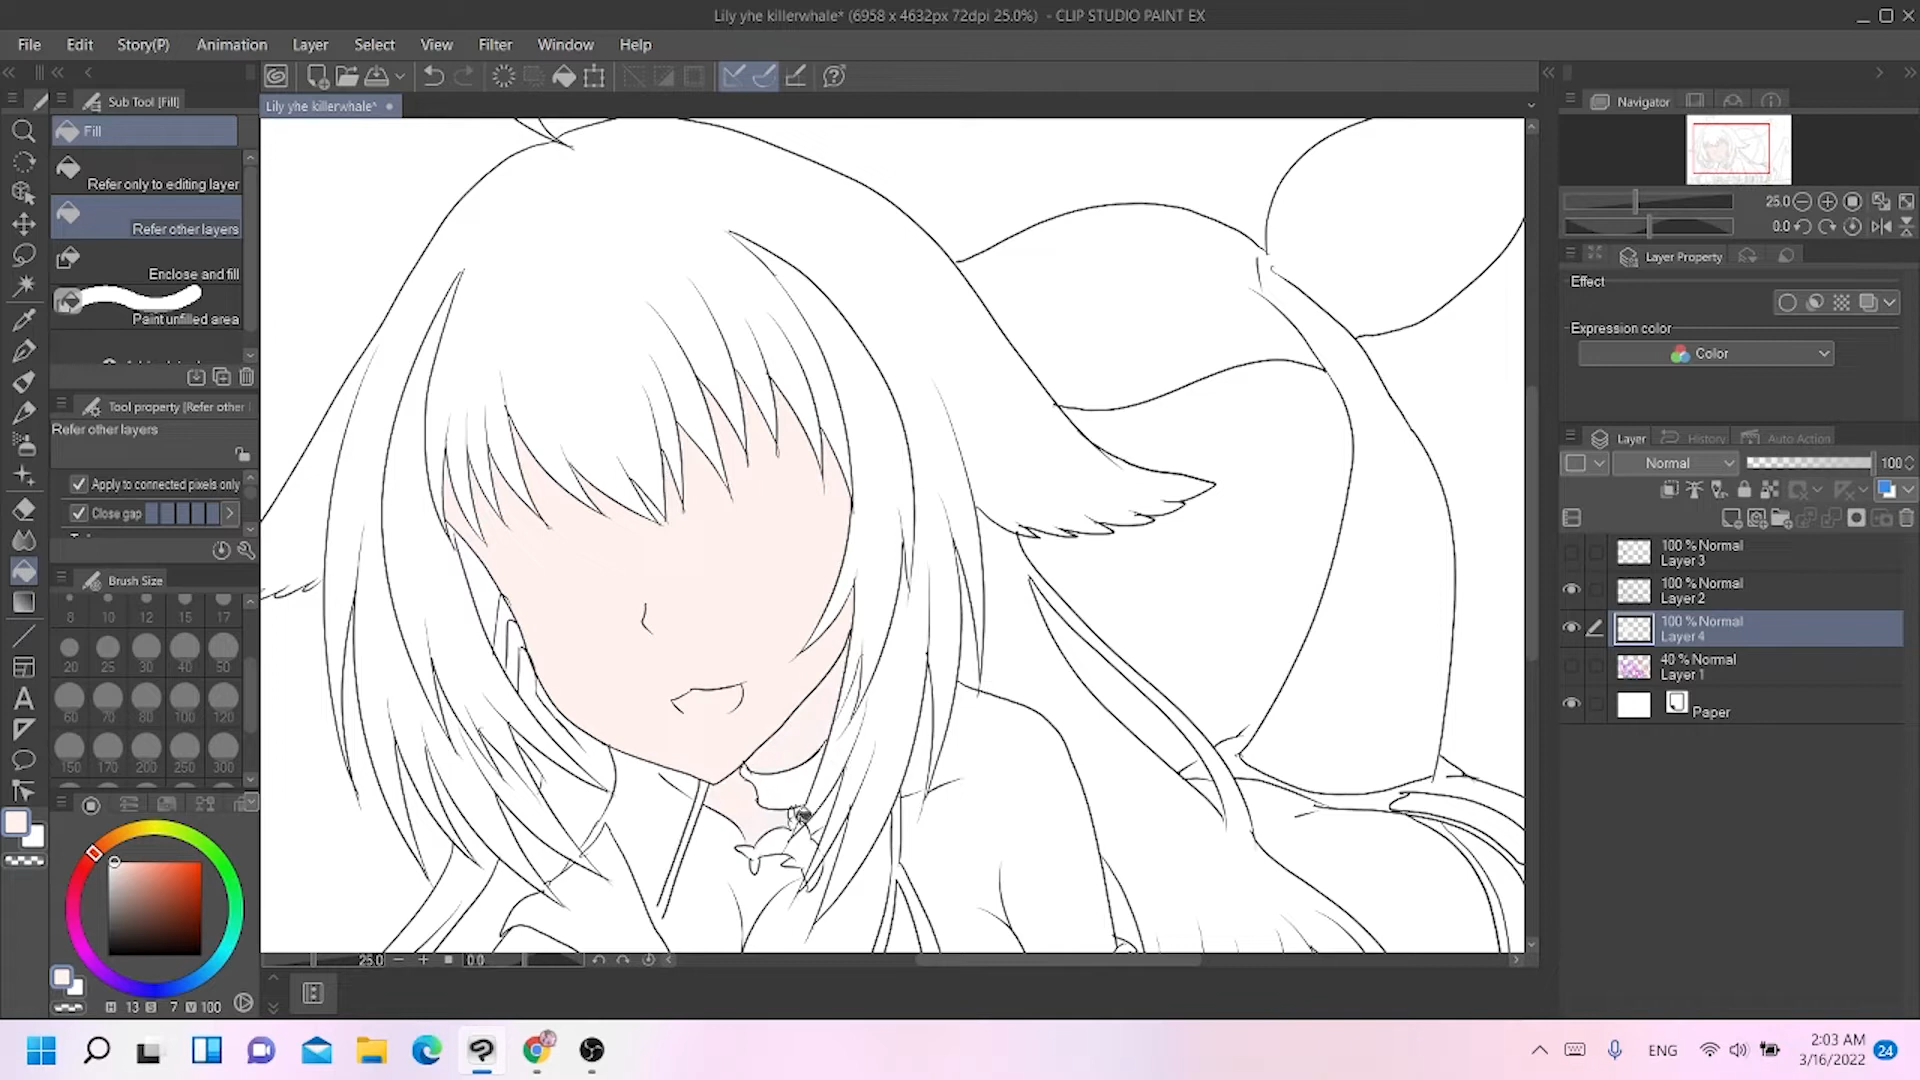 Lily yhe killerwhale* (6958 x 4632px 72dpi 25.0%) - CLIP STUDIO PAINT EX
File Edit Story(P) Animation Layer Select View Filter Window Help
Sub Tool [Fill]
Lily yhe killerwhale*
Navigator
Fill
Refer only to editing layer
Refer other layers
Enclose and fill
Paint unfilled area
25.0
0.0
Layer Property
Effect
Expression color
Color
Tool property [Refer other
Refer other layers
Apply to connected pixels only
Close gap
Layer History Auto Action
Normal 100
Brush Size
8 10 12 15 17
20 25 30 40 50
60 70 80 100 120
150 170 200 250 300
100 % Normal
Layer 3
100 % Normal
Layer 2
100 % Normal
Layer 4
40 % Normal
Layer 1
Paper
25.0 0.0
H 13 S 7 V 100
ENG
2:03 AM
3/16/2022
24